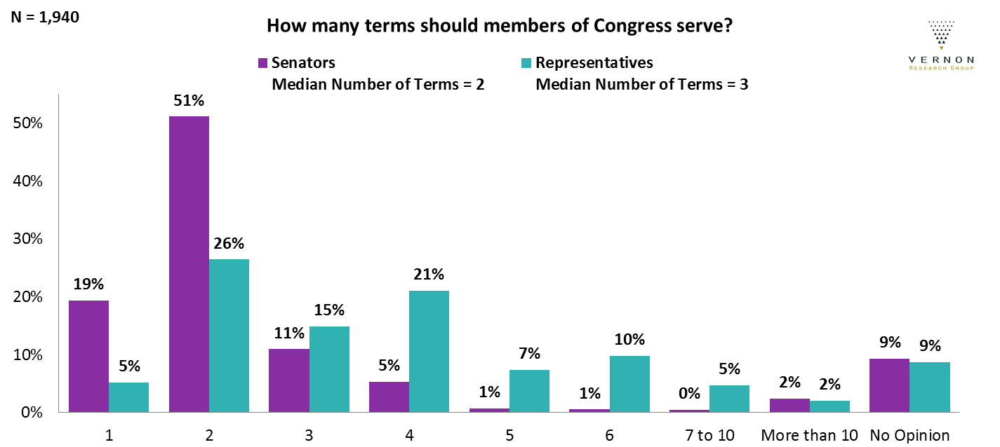 N = 1,940
How many terms should members of Congress serve?
VERNON
RESEARCH GROUP
Senators
Median Number of Terms = 2
Representatives
Median Number of Terms = 3
50%
40%
30%
20%
10%
0%
19%
5%
51%
26%
11%
15%
5%
21%
1%
7%
1%
10%
0%
5%
2%
2%
9%
9%
1
2
3
4
5
6
7 to 10
More than 10
No Opinion